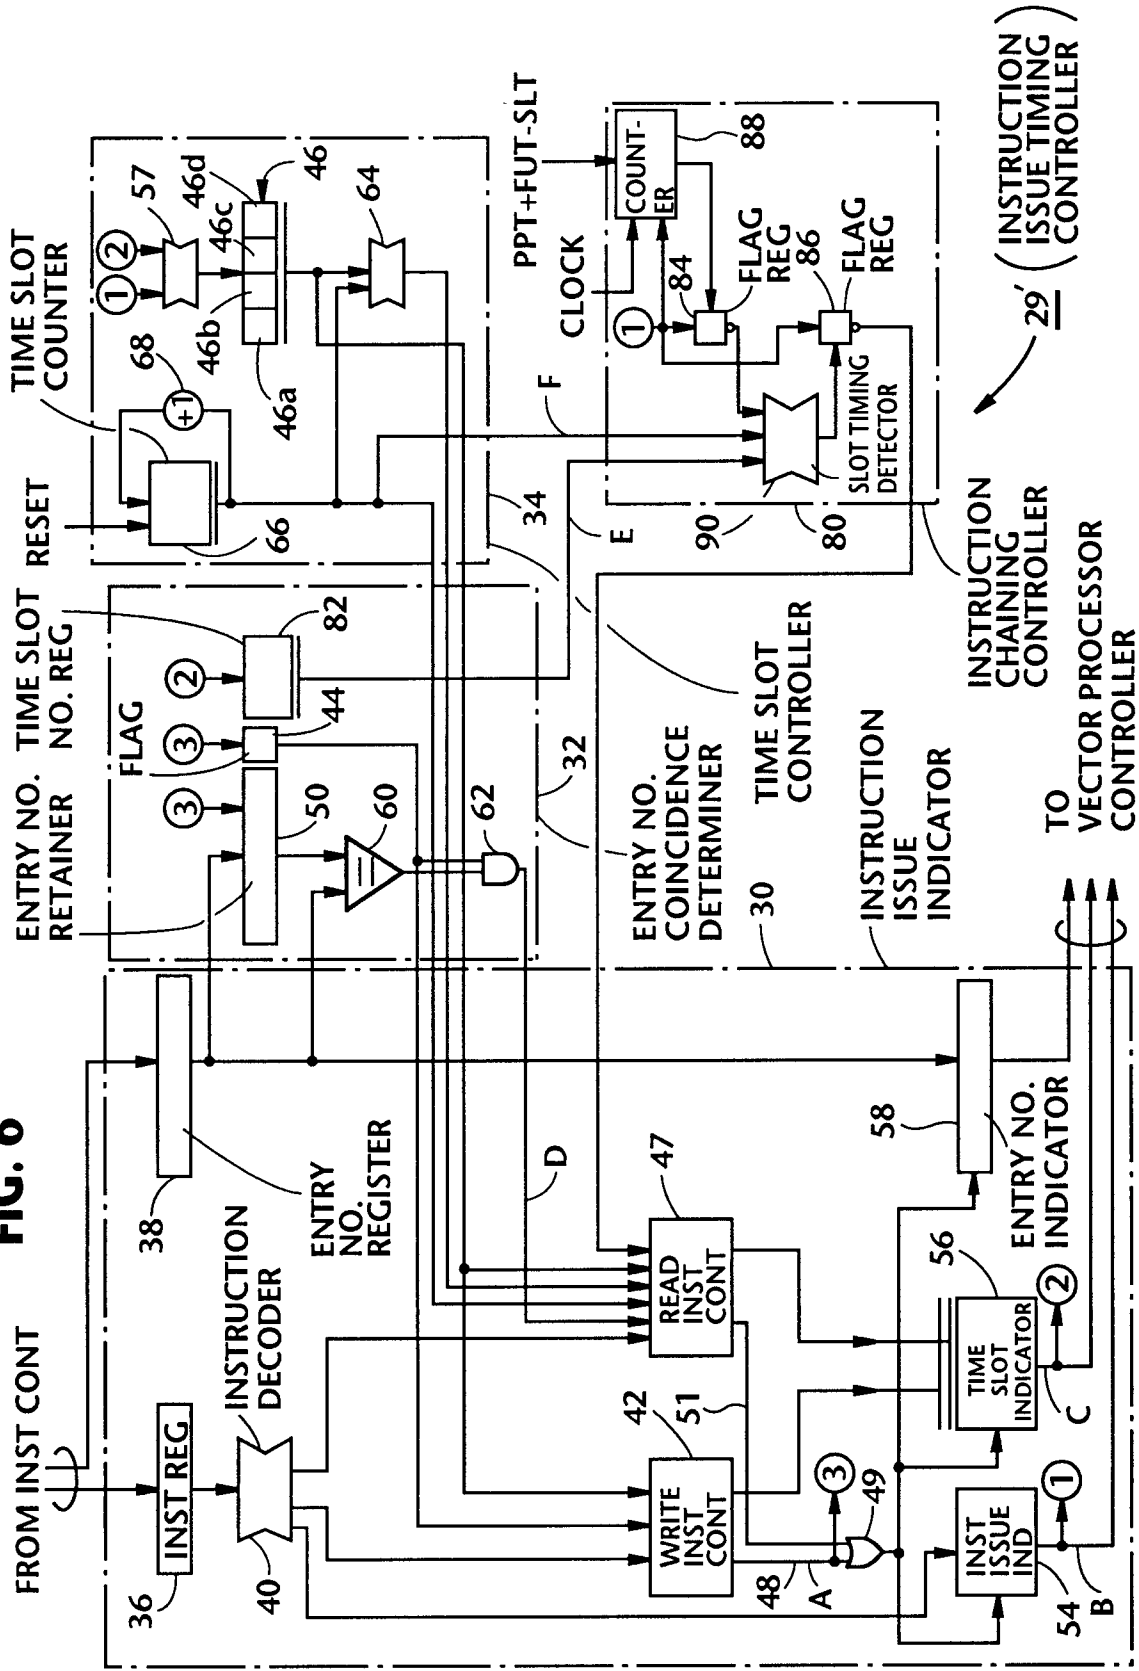 FIG. 6
FROM INST CONT
36
INST REG
38
ENTRY
NO.
REGISTER
INSTRUCTION
DECODER
40
ENTRY NO.
RETAINER
FLAG
TIME SLOT
NO. REG
3
3
2
50
44
82
60
62
32
ENTRY NO.
COINCIDENCE
DETERMINER
RESET
TIME SLOT
COUNTER
68
+1
66
1
2
57
46a
46b
46c
46d
46
64
34
TIME SLOT
CONTROLLER
E
F
D
CLOCK
PPT+FUT-SLT
COUNT-
ER
88
1
84
FLAG
REG
86
FLAG
REG
SLOT TIMING
DETECTOR
90
80
INSTRUCTION
CHAINING
CONTROLLER
29'
(INSTRUCTION
ISSUE TIMING
CONTROLLER)
WRITE
INST
CONT
42
READ
INST
CONT
47
51
48
A
3
49
INST
ISSUE
IND
54
B
1
TIME
SLOT
INDICATOR
56
C
2
58
ENTRY NO.
INDICATOR
30
INSTRUCTION
ISSUE
INDICATOR
TO
VECTOR PROCESSOR
CONTROLLER